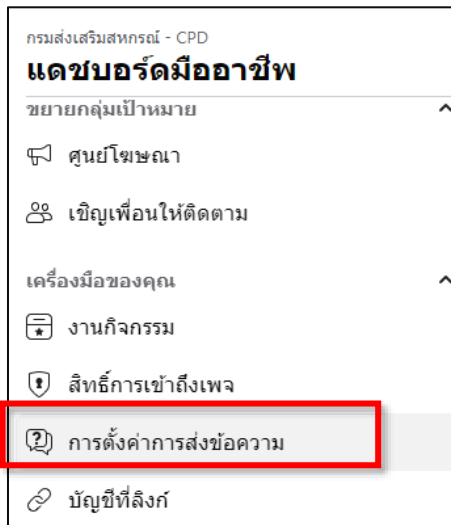 กรมส่งเสริมสหกรณ์ - CPD
แดชบอร์ดมืออาชีพ
ขยายกลุ่มเป้าหมาย
ศูนย์โฆษณา
เชิญเพื่อนให้ติดตาม
เครื่องมือของคุณ
งานกิจกรรม
สิทธิ์การเข้าถึงเพจ
การตั้งค่าการส่งข้อความ
บัญชีที่ลิงก์